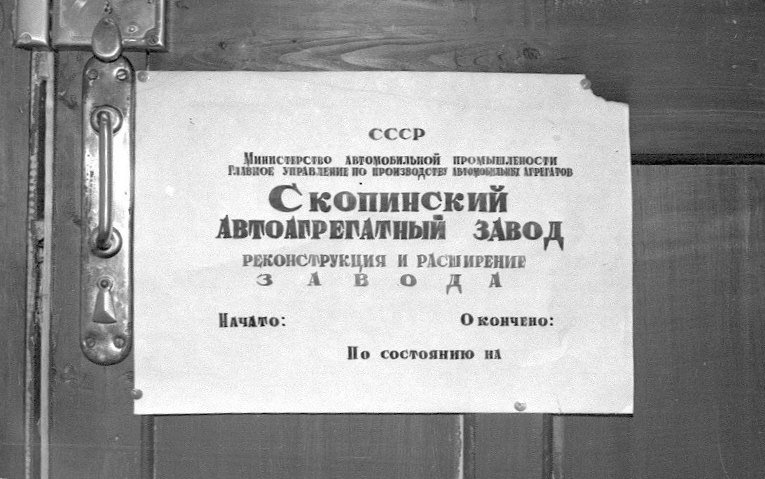 СССР
Министерство автомобильной промышлености
Главное управление по производству автомобильных агрегатов
Скопинский
автоагрегатный завод
реконструкция и расширение
завода
Начато: Окончено:
По состоянию на